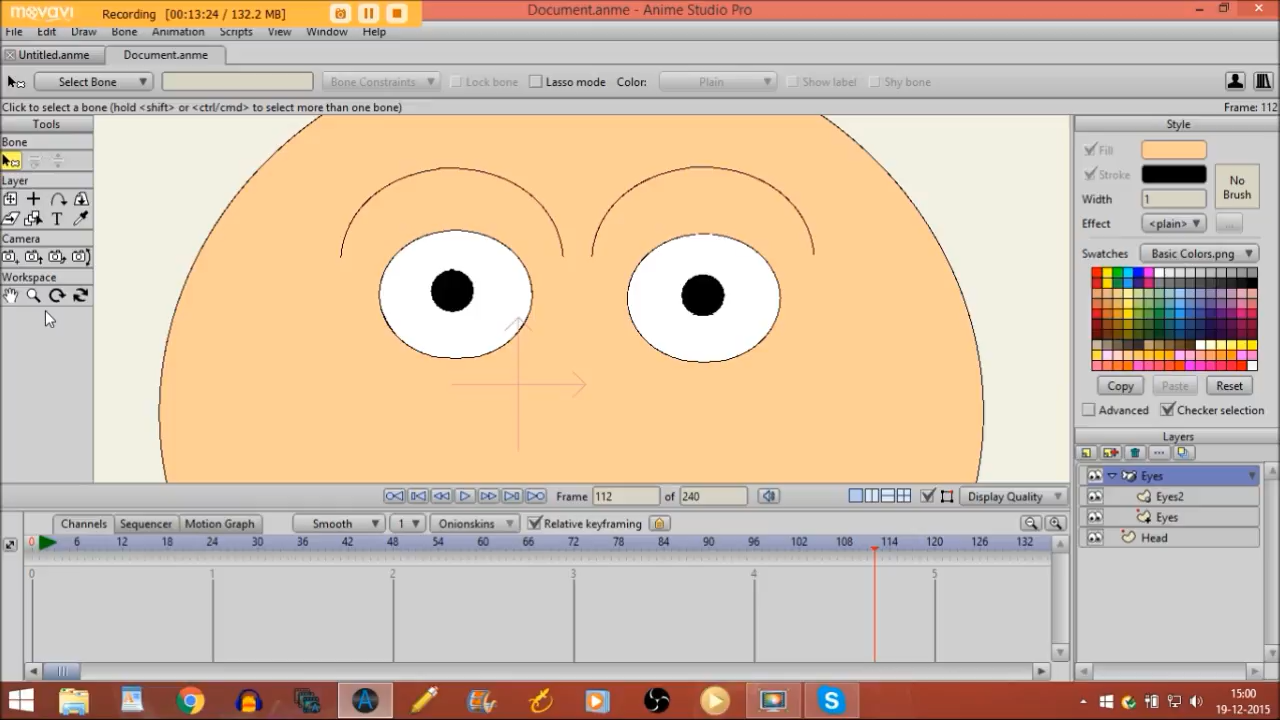 movavi Recording [00:13:24 / 132.2 MB] Document.anme - Anime Studio Pro
File Edit Draw Bone Animation Scripts View Window Help
Untitled.anme Document.anme
Select Bone Bone Constraints Lock bone Lasso mode Color: Plain Show label Shy bone
Click to select a bone (hold <shift> or <ctrl/cmd> to select more than one bone) Frame: 112
Tools Style
Bone Fill
Stroke No Brush
Layer Width 1
T Effect <plain>
Camera Swatches Basic Colors.png
Workspace
Copy Paste Reset
Advanced Checker selection
Layers
Eyes
Eyes2
Eyes
Head
Frame 112 of 240 Display Quality
Channels Sequencer Motion Graph Smooth 1 Onionskins Relative keyframing
0 6 12 18 24 30 36 42 48 54 60 66 72 78 84 90 96 102 108 114 120 126 132
0 1 2 3 4 5
15:00
19-12-2015